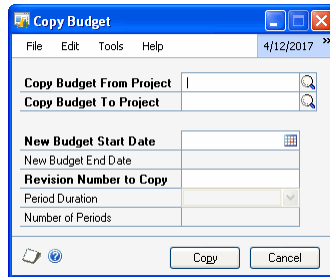 Copy Budget
File Edit Tools Help 4/12/2017
Copy Budget From Project
Copy Budget To Project
New Budget Start Date
New Budget End Date
Revision Number to Copy
Period Duration
Number of Periods
Copy Cancel